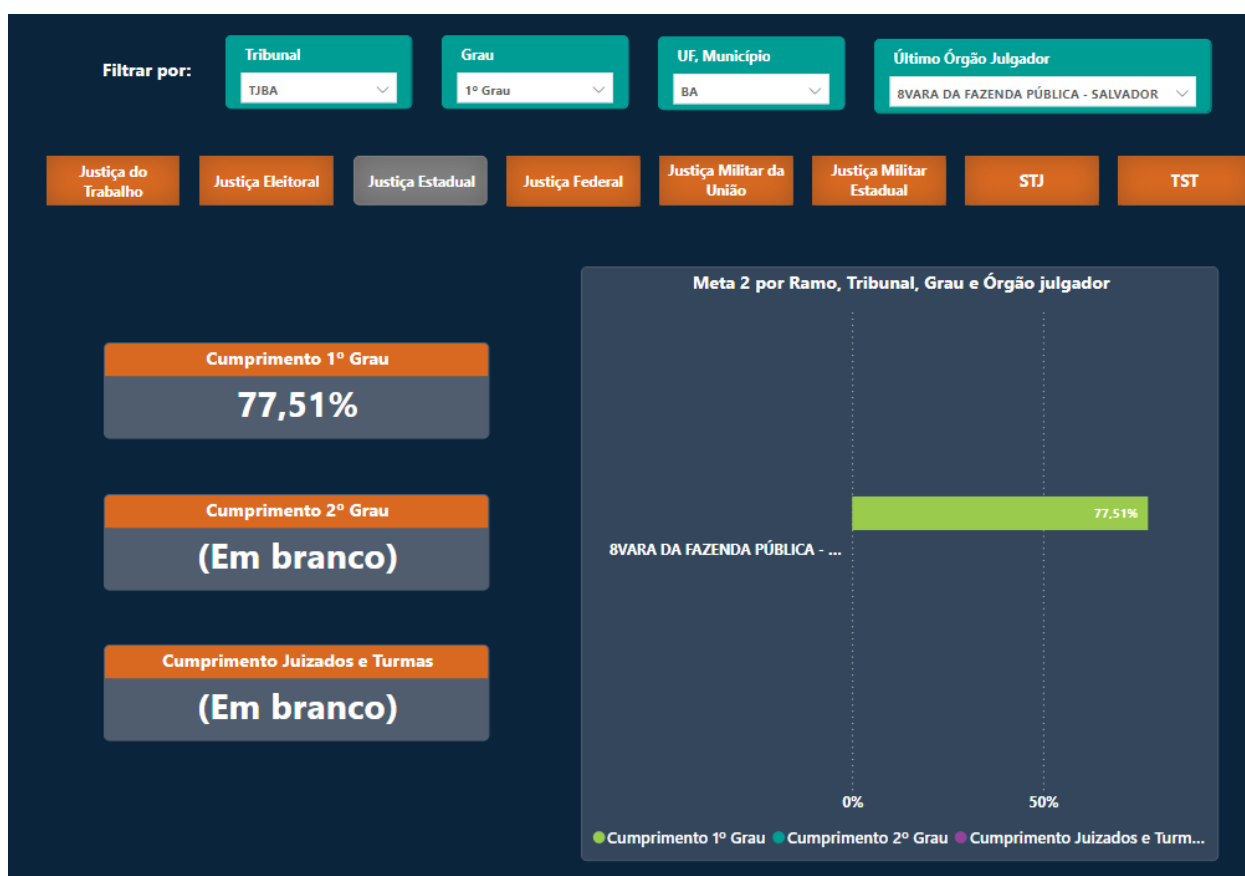 Filtrar por:
Tribunal
TJBA
Grau
1º Grau
UF, Município
BA
Último Órgão Julgador
8VARA DA FAZENDA PÚBLICA - SALVADOR
Justiça do
Trabalho
Justiça Eleitoral
Justiça Estadual
Justiça Federal
Justiça Militar da
União
Justiça Militar
Estadual
STJ
TST
Cumprimento 1º Grau
77,51%
Cumprimento 2º Grau
(Em branco)
Cumprimento Juizados e Turmas
(Em branco)
Meta 2 por Ramo, Tribunal, Grau e Órgão julgador
77,51%
8VARA DA FAZENDA PÚBLICA - ...
0%
50%
Cumprimento 1º Grau
Cumprimento 2º Grau
Cumprimento Juizados e Turm...